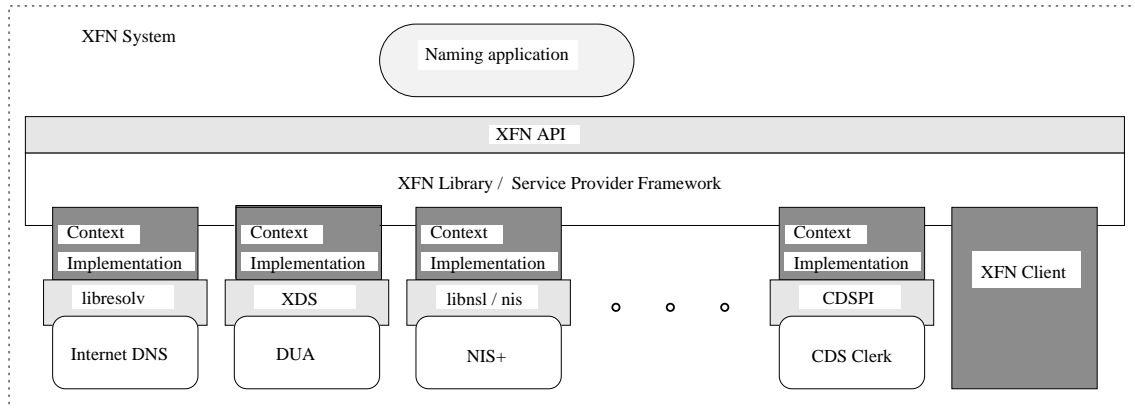 XFN System
Naming application
XFN API
XFN Library / Service Provider Framework
Context
Implementation
Context
Implementation
Context
Implementation
Context
Implementation
XFN Client
libresolv
XDS
libnsl / nis
CDSPI
Internet DNS
DUA
NIS+
CDS Clerk